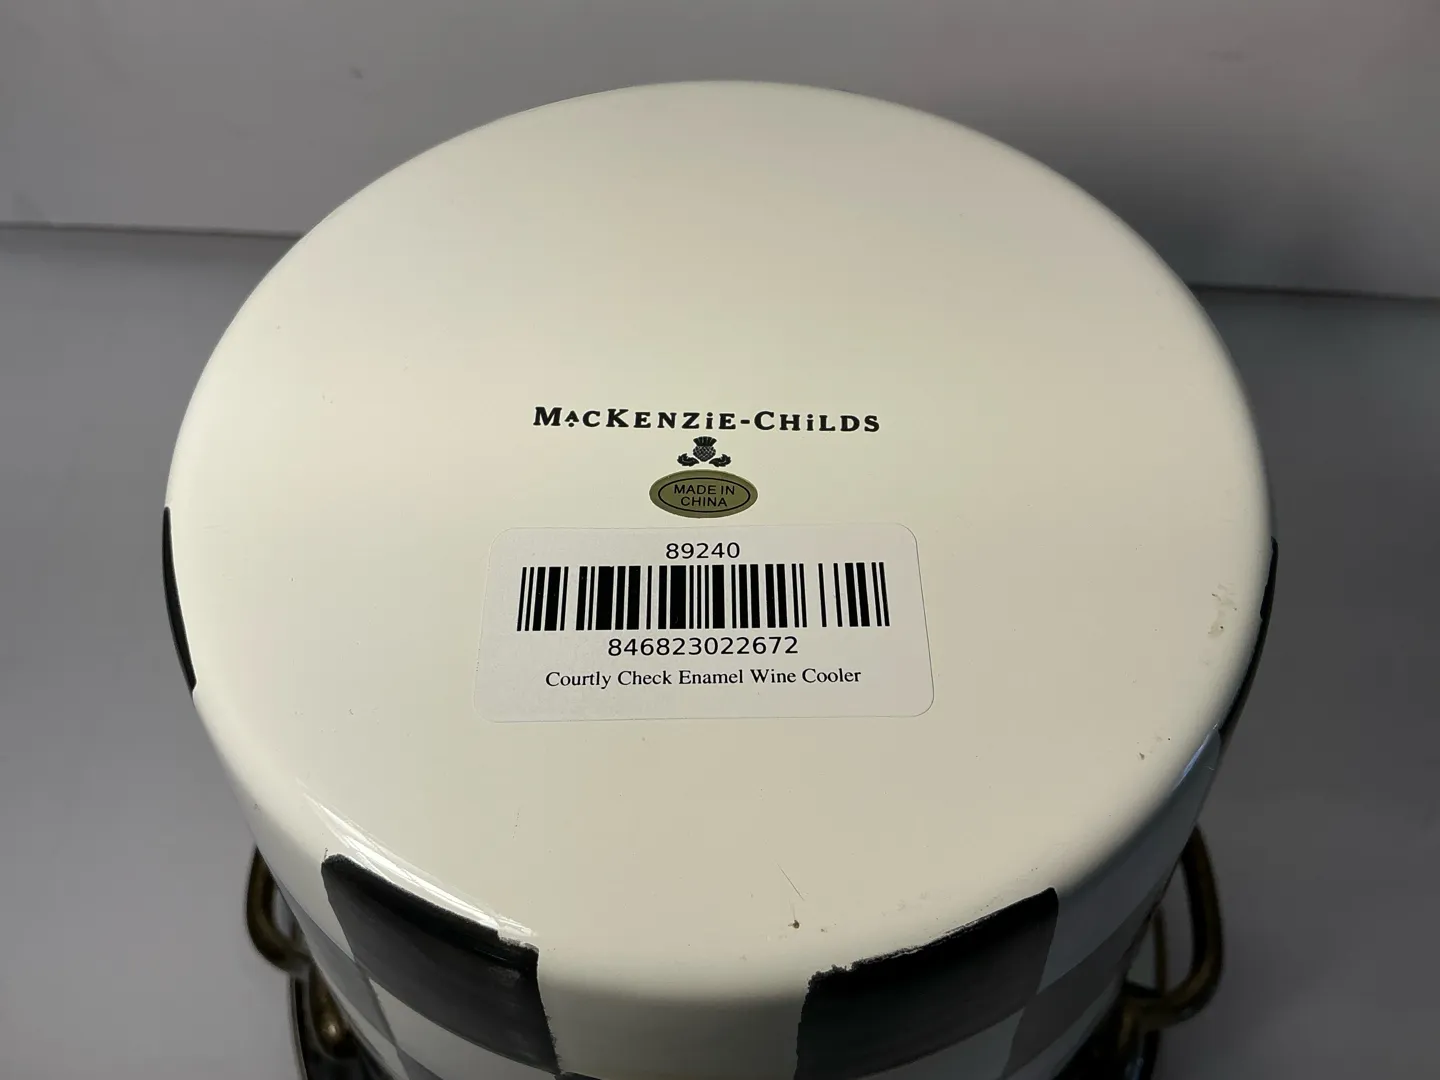 MACKENZiE-CHiLDS
MADE IN
CHINA
89240
846823022672
Courtly Check Enamel Wine Cooler